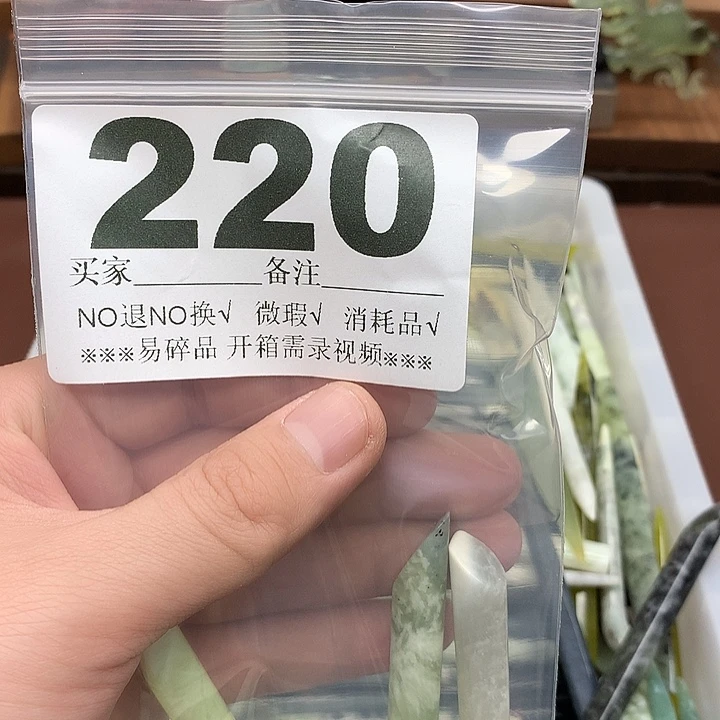 220
买家________备注________
NO退NO换√ 微瑕√ 消耗品√
※※※易碎品 开箱需录视频※※※